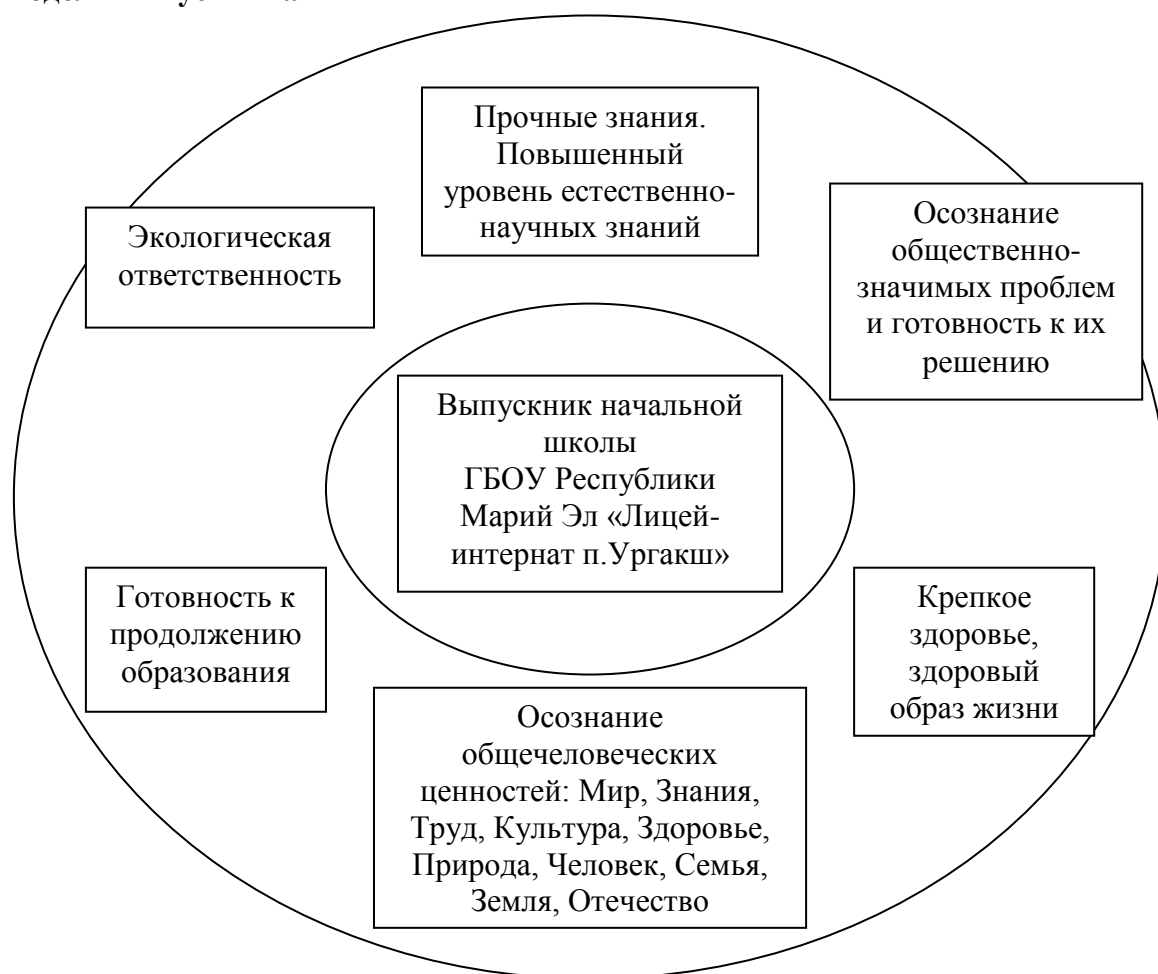 Прочные знания.
Повышенный
уровень естественно-
научных знаний
Экологическая
ответственность
Осознание
общественно-
значимых проблем
и готовность к их
решению
Выпускник начальной
школы
ГБОУ Республики
Марий Эл «Лицей-
интернат п.Ургакш»
Готовность к
продолжению
образования
Крепкое
здоровье,
здоровый
образ жизни
Осознание
общечеловеческих
ценностей: Мир, Знания,
Труд, Культура, Здоровье,
Природа, Человек, Семья,
Земля, Отечество